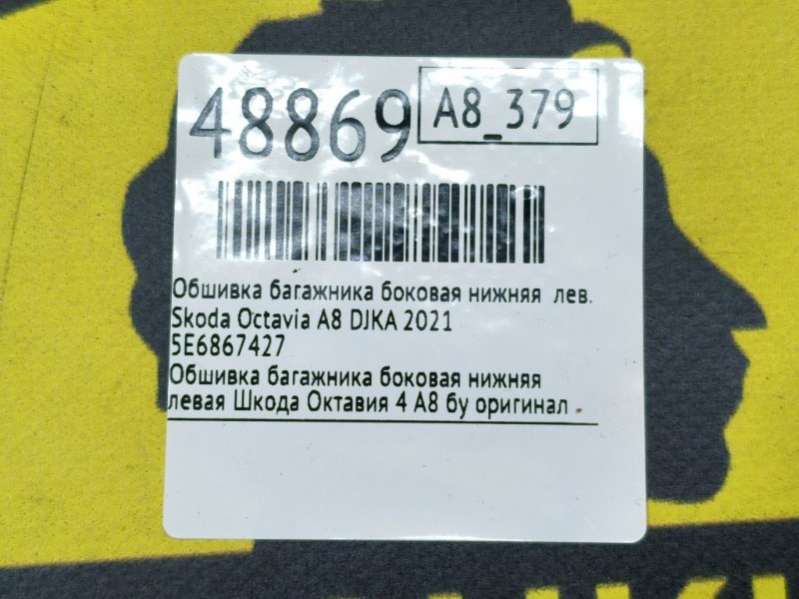 48869
A8_379
Обшивка багажника боковая нижняя лев.
Skoda Octavia A8 DJKA 2021
5E6867427
Обшивка багажника боковая нижняя
левая Шкода Октавия 4 А8 бу оригинал .